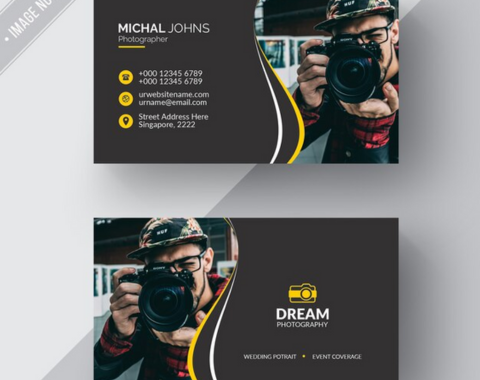 • IMAGE NO
MICHAL JOHNS
Photographer
+000 12345 6789
+000 12345 6789
urwebsitename.com
urname@email.com
Street Address Here
Singapore, 2222
DREAM
PHOTOGRAPHY
WEDDING POTRAIT • EVENT COVERAGE